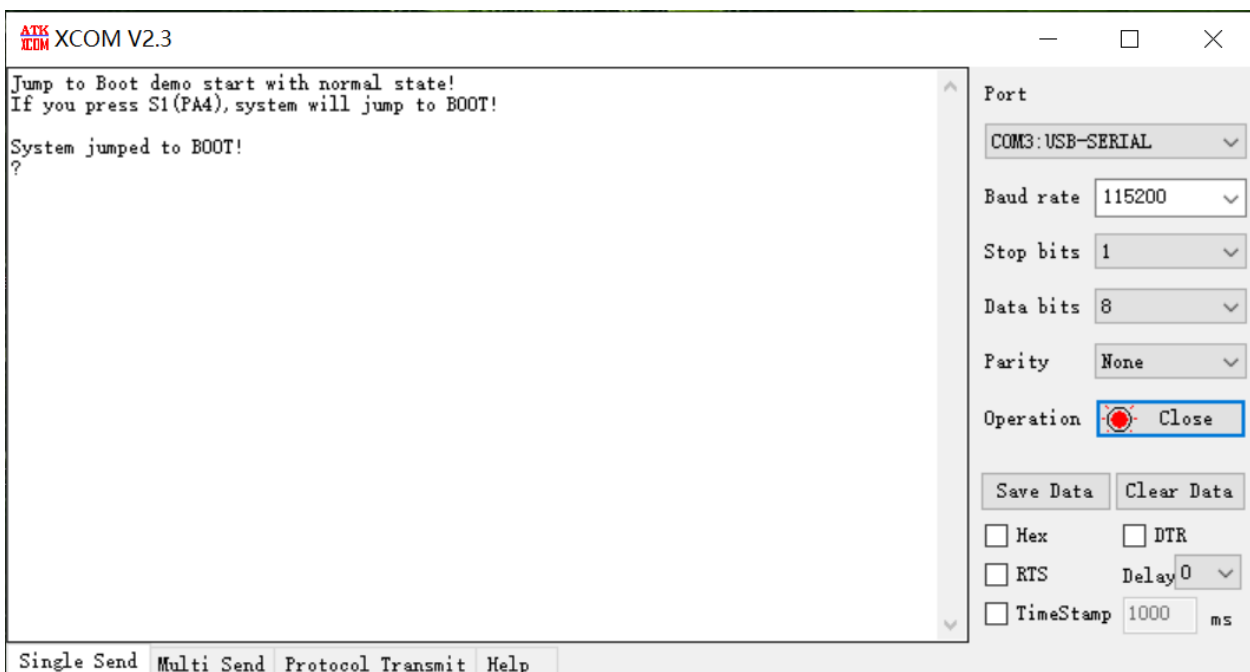 ATK
XCOM XCOM V2.3
Jump to Boot demo start with normal state!
If you press S1(PA4),system will jump to BOOT!
System jumped to BOOT!
?
Port
COM3:USB-SERIAL
Baud rate 115200
Stop bits 1
Data bits 8
Parity None
Operation Close
Save Data Clear Data
Hex DTR
RTS Delay 0
TimeStamp 1000 ms
Single Send Multi Send Protocol Transmit Help